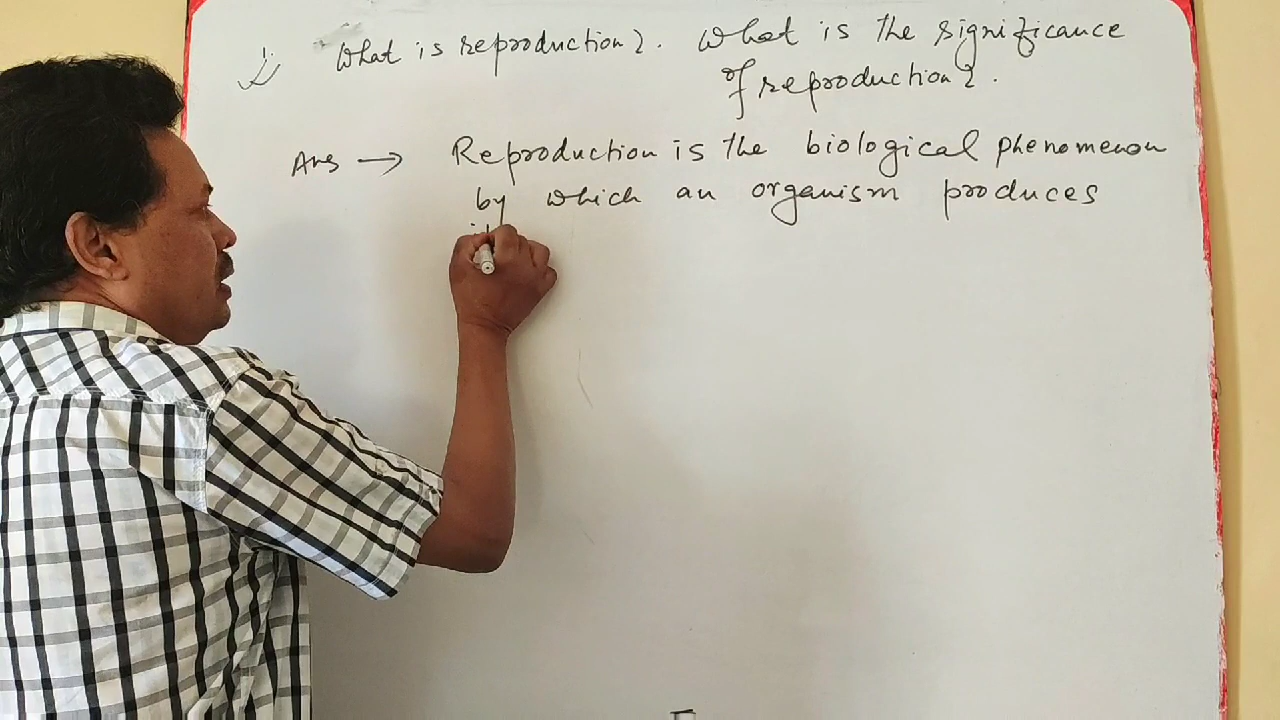 1. What is reproduction?. What is the significance
of reproduction?.
Ans → Reproduction is the biological phenomenon
by which an organism produces